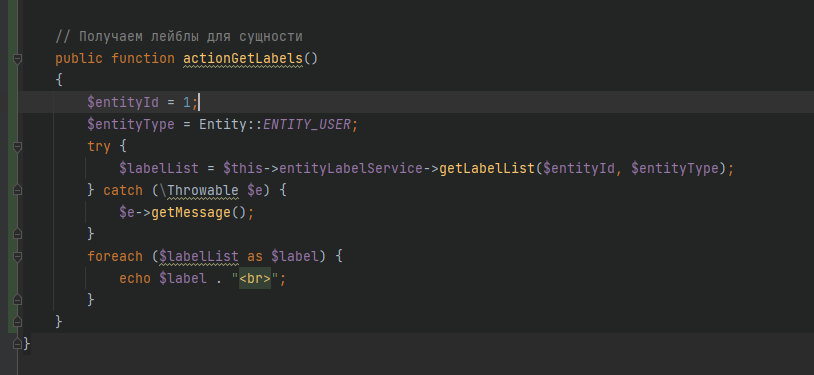 // Получаем лейблы для сущности
public function actionGetLabels()
{
$entityId = 1;
$entityType = Entity::ENTITY_USER;
try {
$labelList = $this->entityLabelService->getLabelList($entityId, $entityType);
} catch (\Throwable $e) {
$e->getMessage();
}
foreach ($labelList as $label) {
echo $label . "<br>";
}
}
}